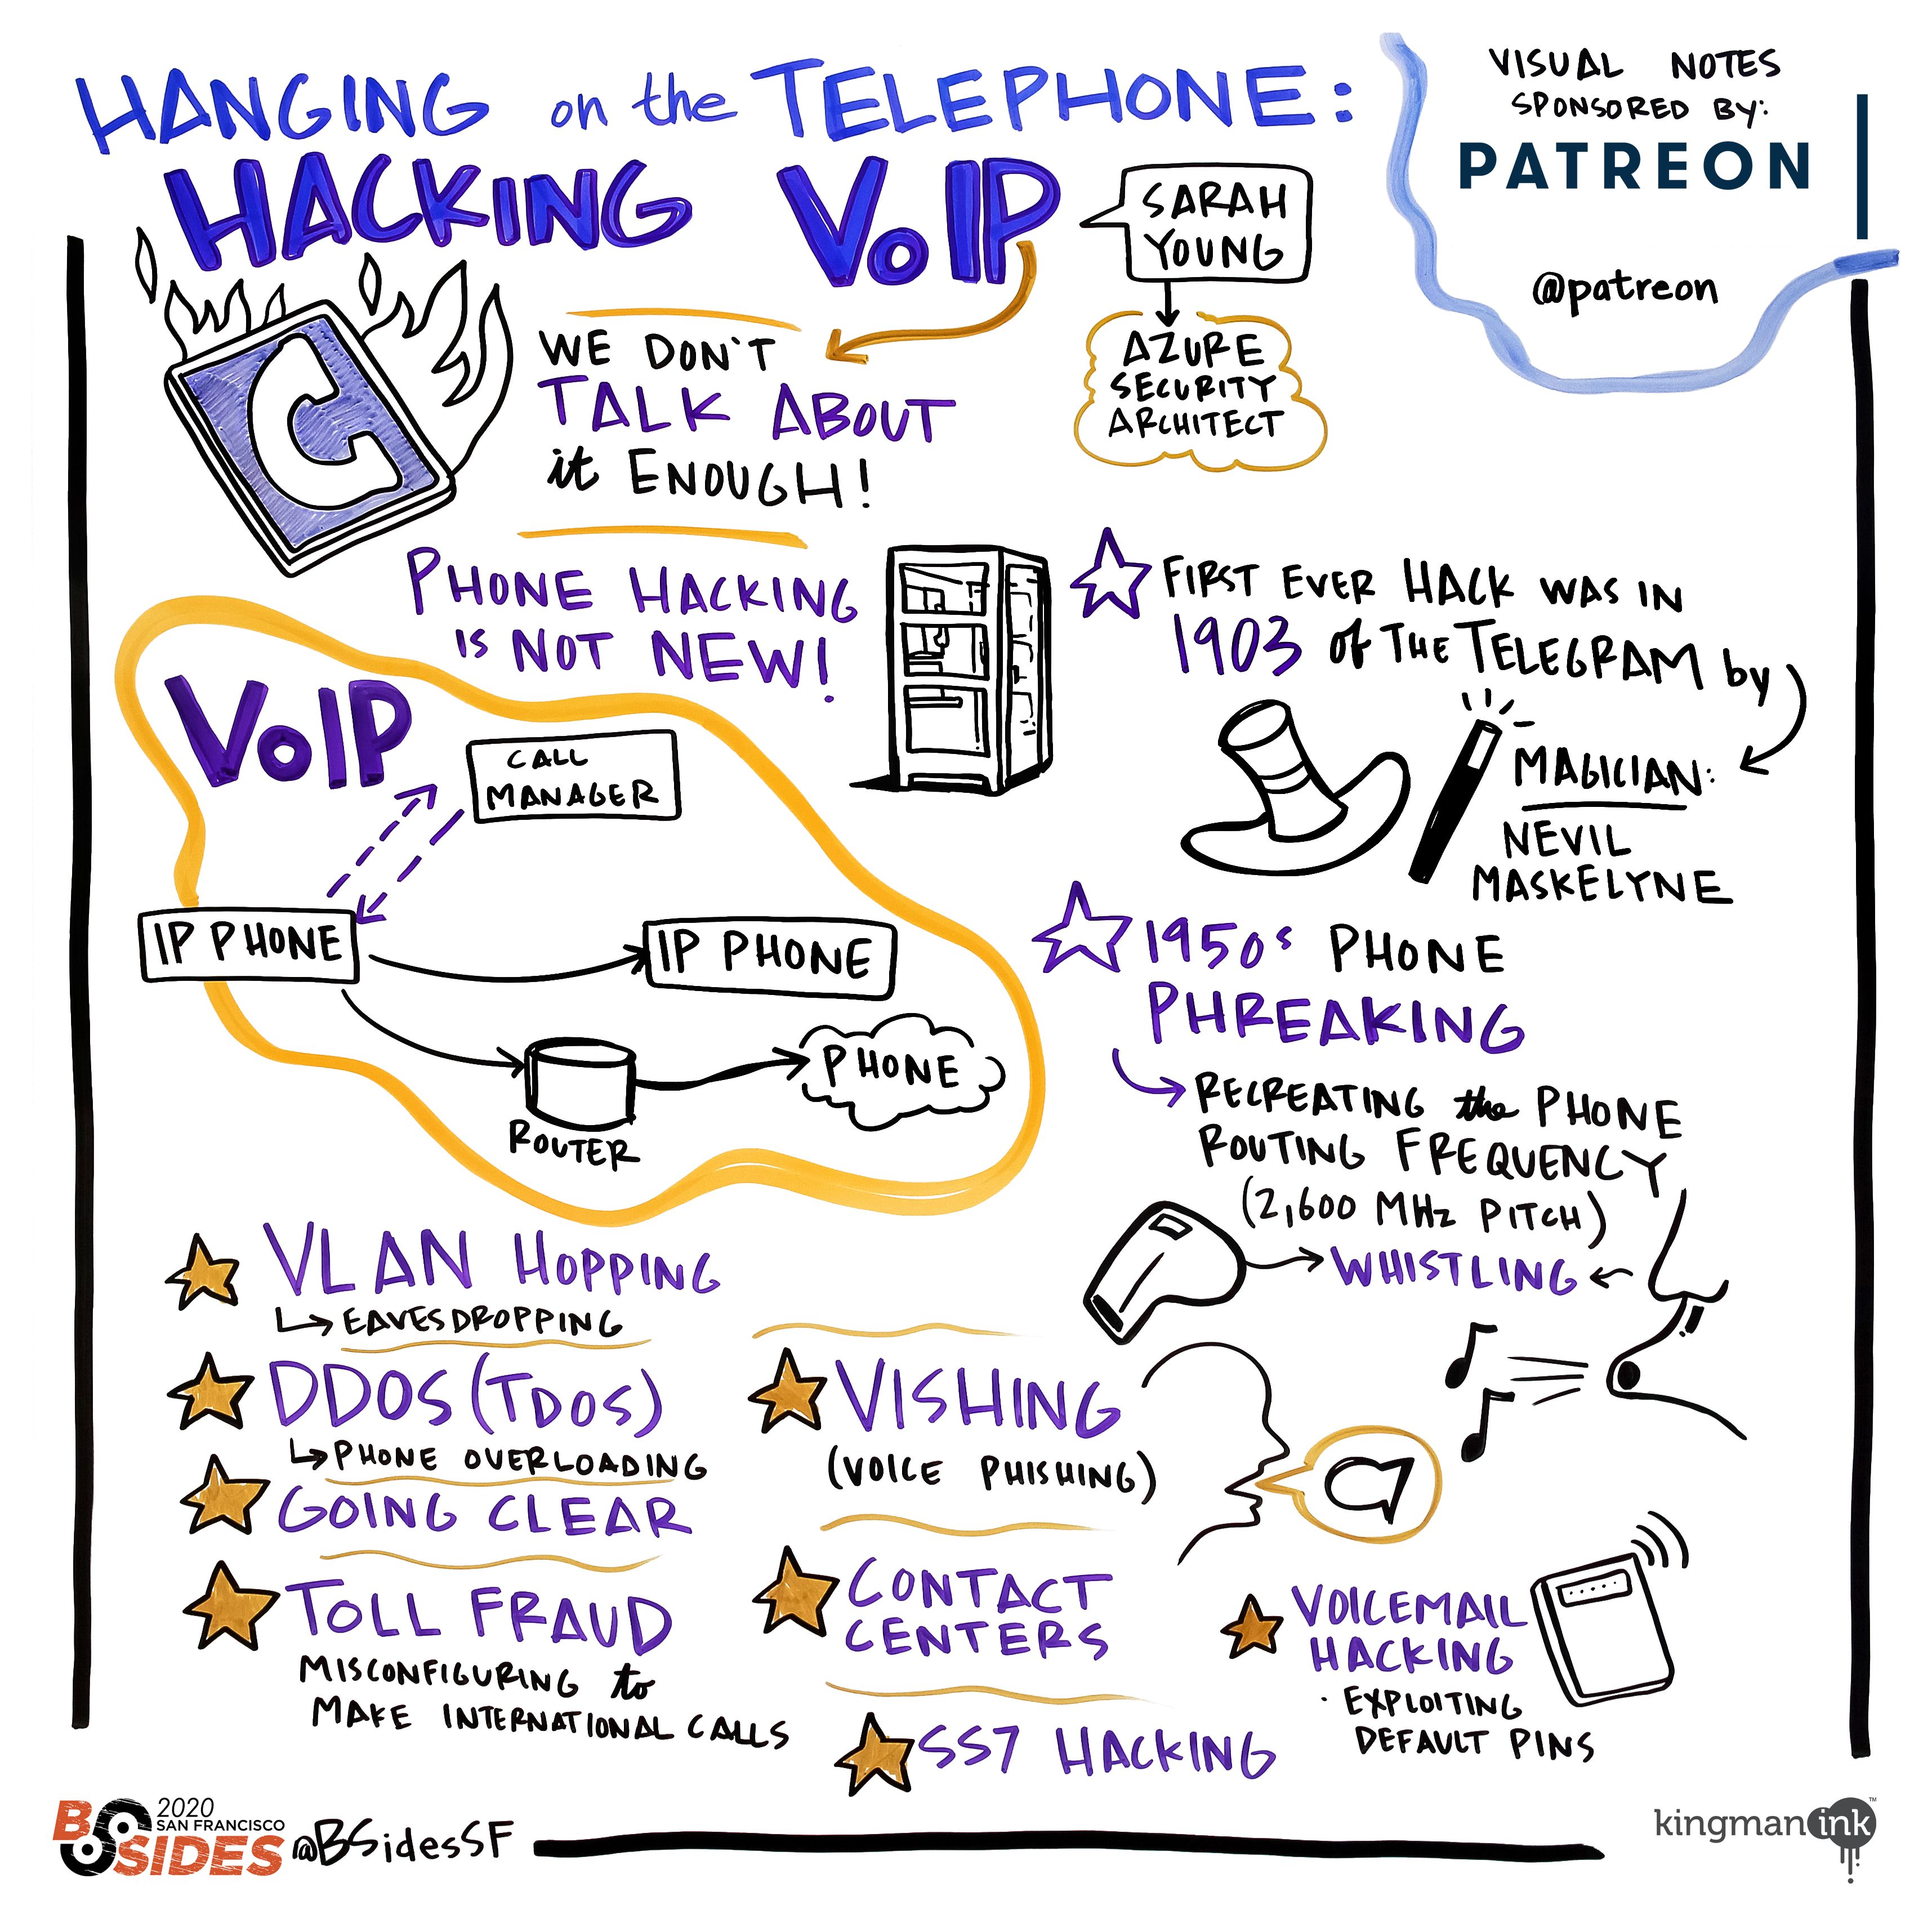 HANGING on the TELEPHONE:
HACKING VoIP
SARAH
YOUNG
AZURE
SECURITY
ARCHITECT
VISUAL NOTES
SPONSORED BY:
PATREON
@patreon
WE DON'T
TALK ABOUT
it ENOUGH!
PHONE HACKING
IS NOT NEW!
FIRST EVER HACK WAS IN
1903 of THE TELEGRAM by
MAGICIAN:
NEVIL
MASKELYNE
VoIP
CALL
MANAGER
IP PHONE
IP PHONE
ROUTER
PHONE
1950s PHONE
PHREAKING
RECREATING the PHONE
ROUTING FREQUENCY
(2,600 MHz PITCH)
WHISTLING
VLAN HOPPING
EAVESDROPPING
DDOS (TDOS)
PHONE OVERLOADING
GOING CLEAR
TOLL FRAUD
MISCONFIGURING to
MAKE INTERNATIONAL CALLS
VISHING
(VOICE PHISHING)
CONTACT
CENTERS
SS7 HACKING
VOICEMAIL
HACKING
· EXPLOITING
DEFAULT PINS
2020
SAN FRANCISCO
BSIDES
@BSidesSF
kingman ink™